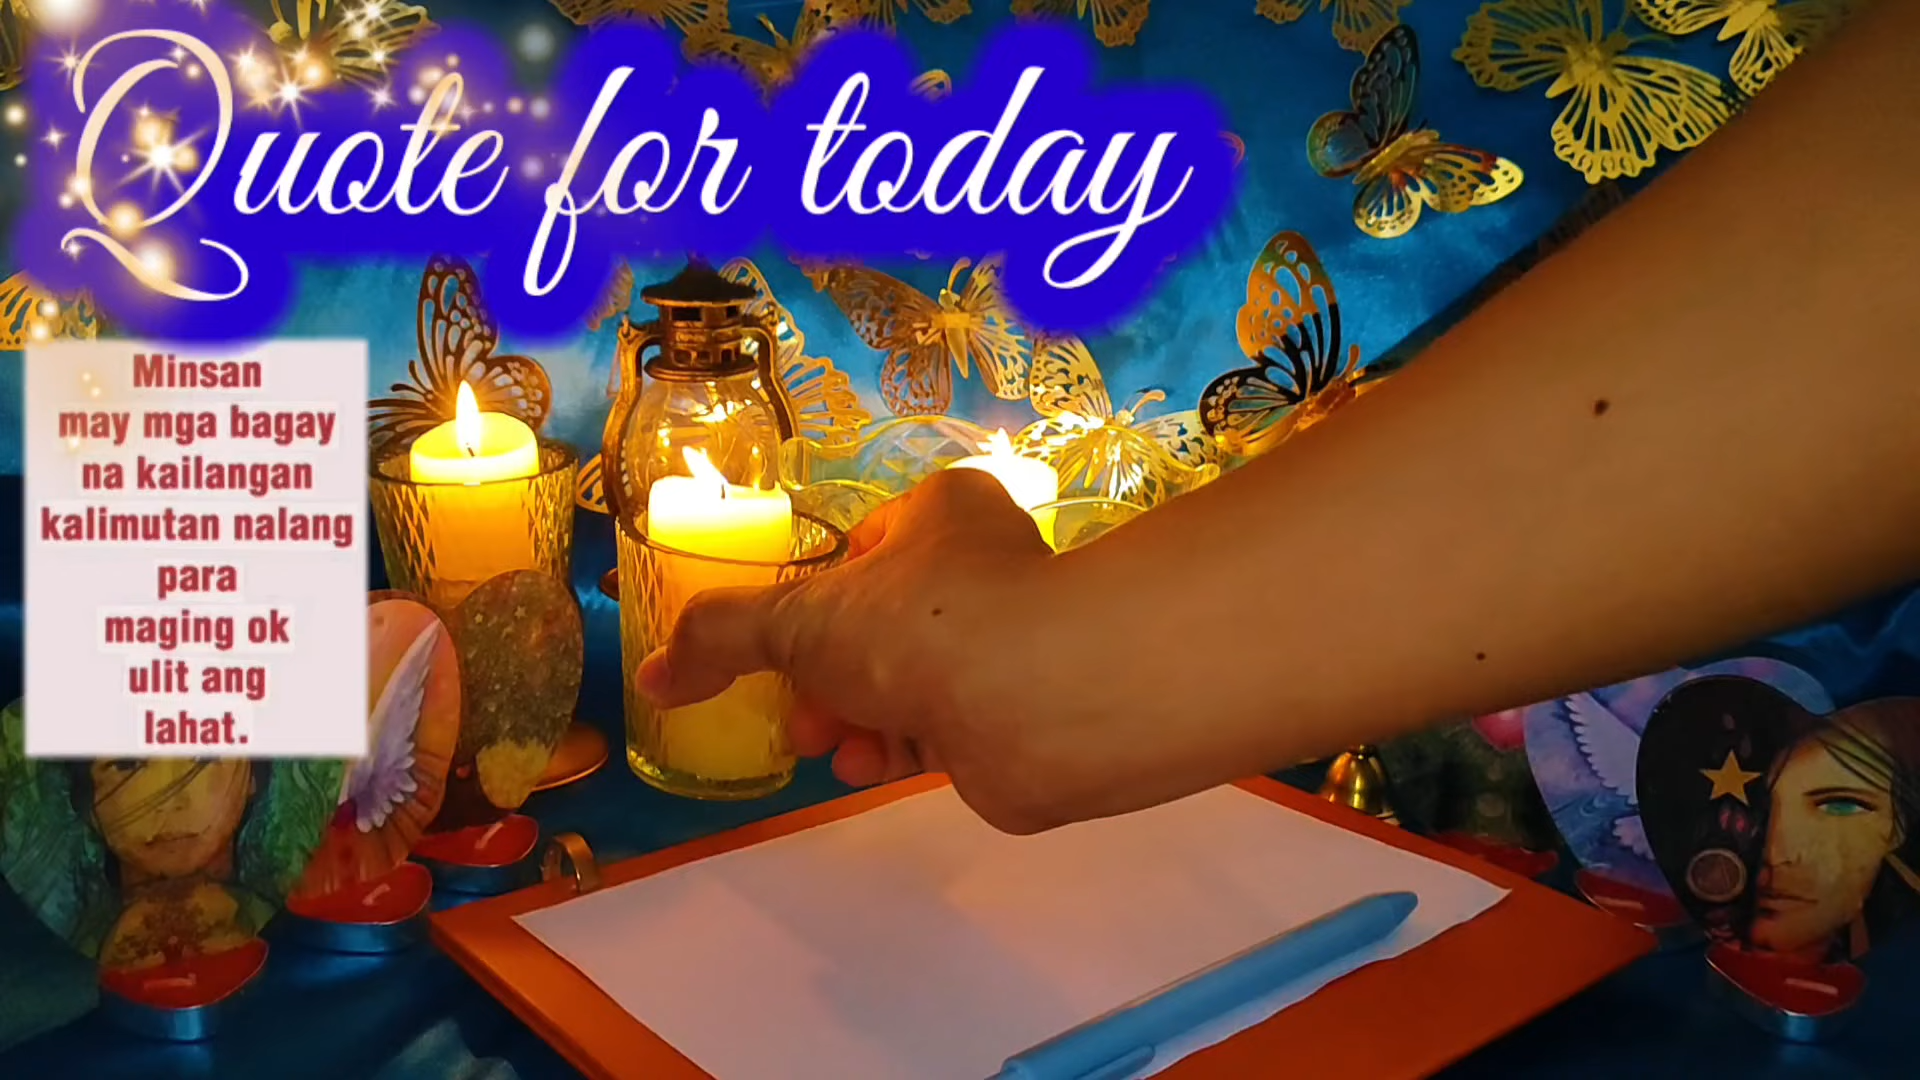 Quote for today
Minsan
may mga bagay
na kailangan
kalimutan nalang
para
maging ok
ulit ang
lahat.